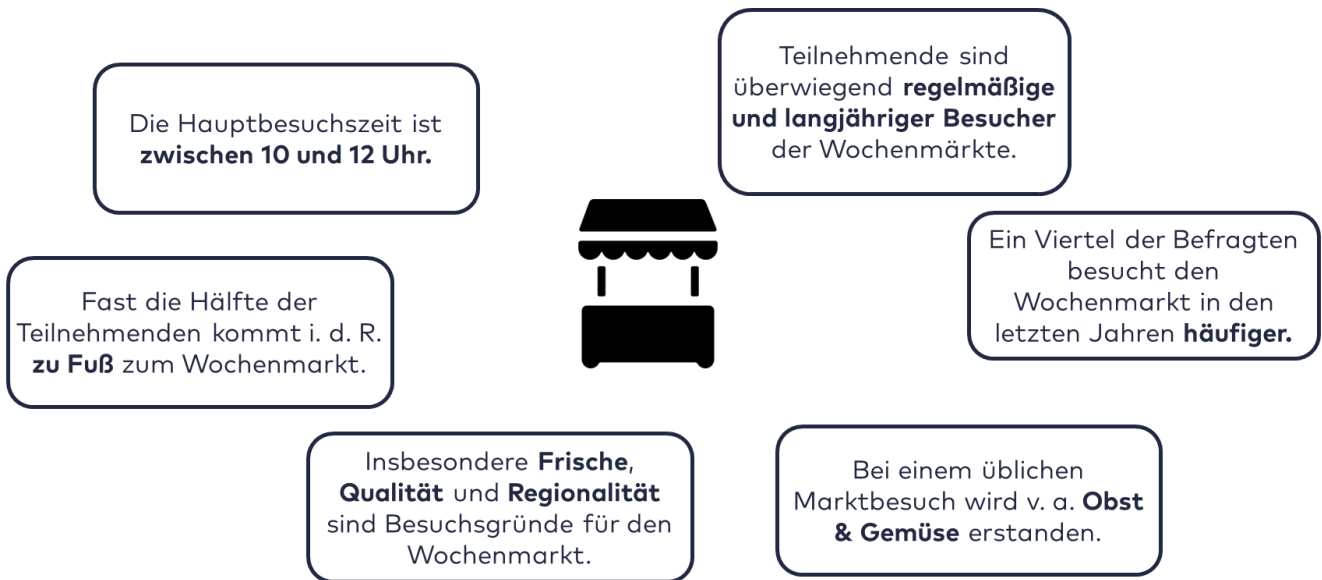 Teilnehmende sind
überwiegend regelmäßige
und langjähriger Besucher
der Wochenmärkte.
Die Hauptbesuchszeit ist
zwischen 10 und 12 Uhr.
Ein Viertel der Befragten
besucht den
Wochenmarkt in den
letzten Jahren häufiger.
Fast die Hälfte der
Teilnehmenden kommt i. d. R.
zu Fuß zum Wochenmarkt.
Insbesondere Frische,
Qualität und Regionalität
sind Besuchsgründe für den
Wochenmarkt.
Bei einem üblichen
Marktbesuch wird v. a. Obst
& Gemüse erstanden.